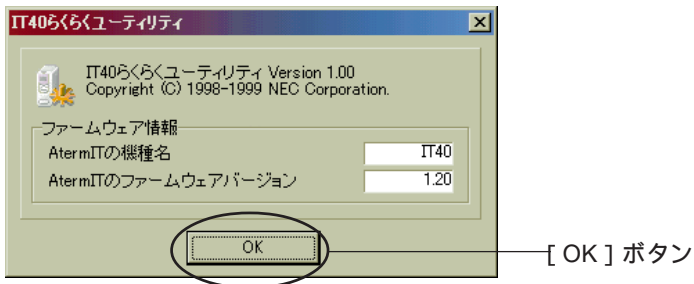 IT40らくらくユーティリティ
IT40らくらくユーティリティ Version 1.00
Copyright (C) 1998-1999 NEC Corporation.
ファームウェア情報
AtermITの機種名 IT40
AtermITのファームウェアバージョン 1.20
OK
[ OK ] ボタン